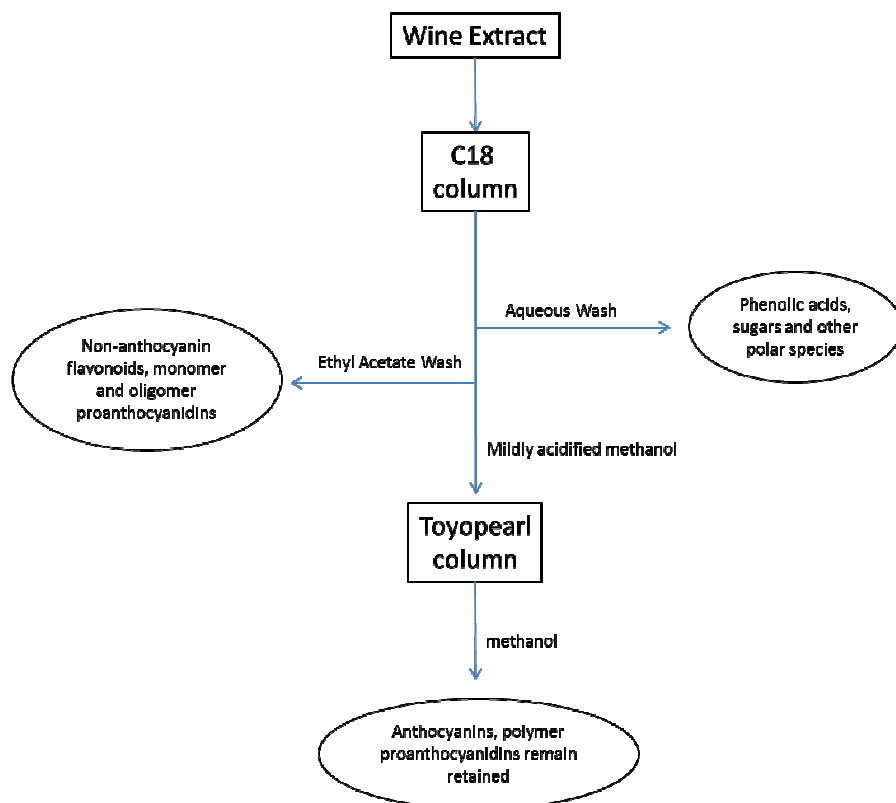 Wine Extract
C18
column
Aqueous Wash
Phenolic acids,
sugars and other
polar species
Non-anthocyanin
flavonoids, monomer
and oligomer
proanthocyanidins
Ethyl Acetate Wash
Mildly acidified methanol
Toyopearl
column
methanol
Anthocyanins, polymer
proanthocyanidins remain
retained